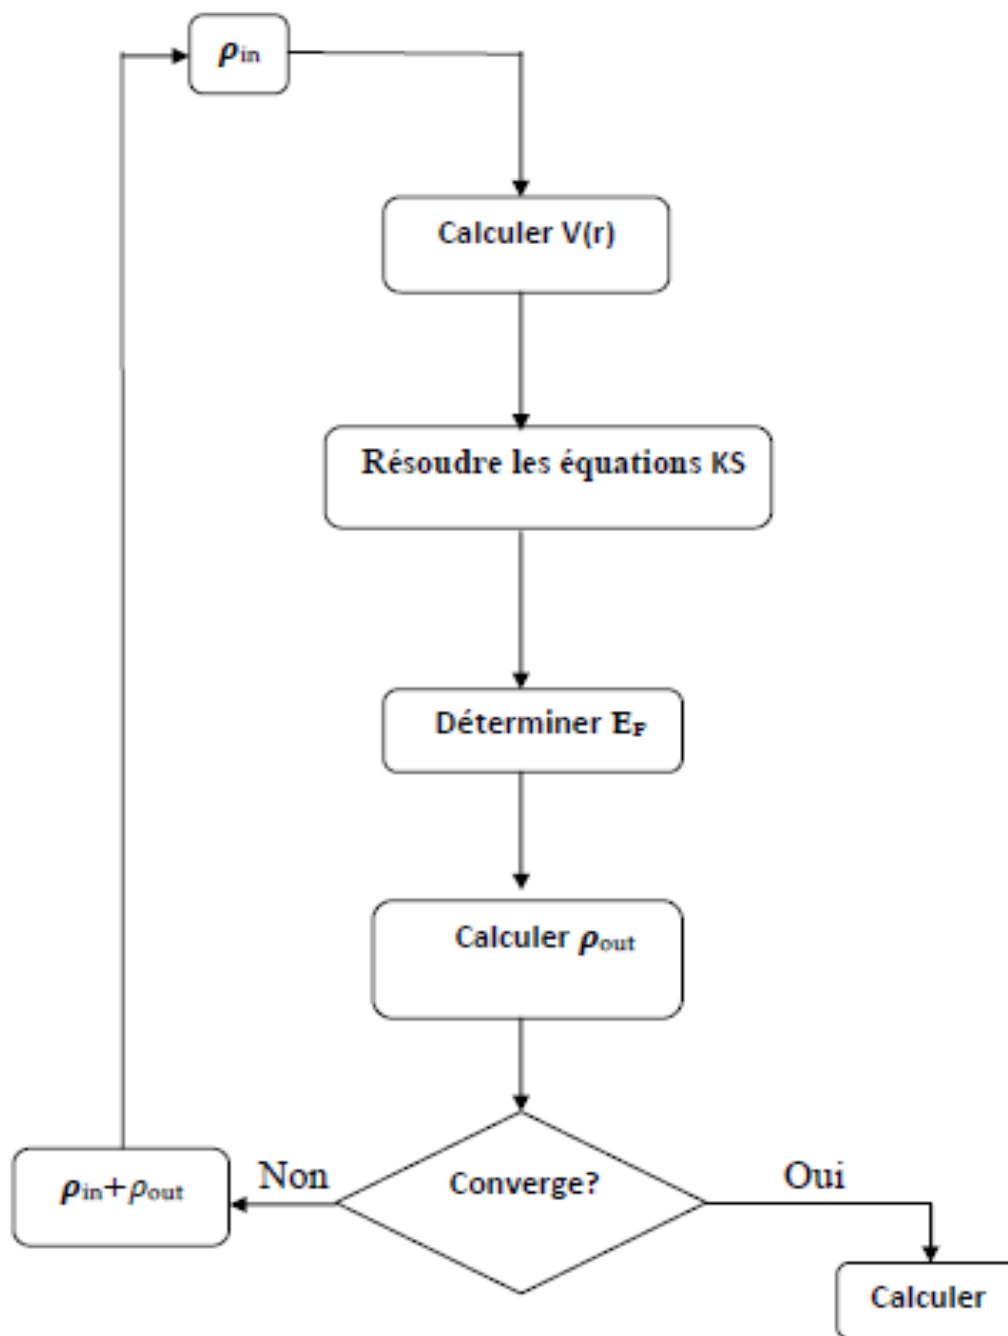 ρin
Calculer V(r)
Résoudre les équations KS
Déterminer EF
Calculer ρout
Converge?
Non
Oui
ρin+ρout
Calculer